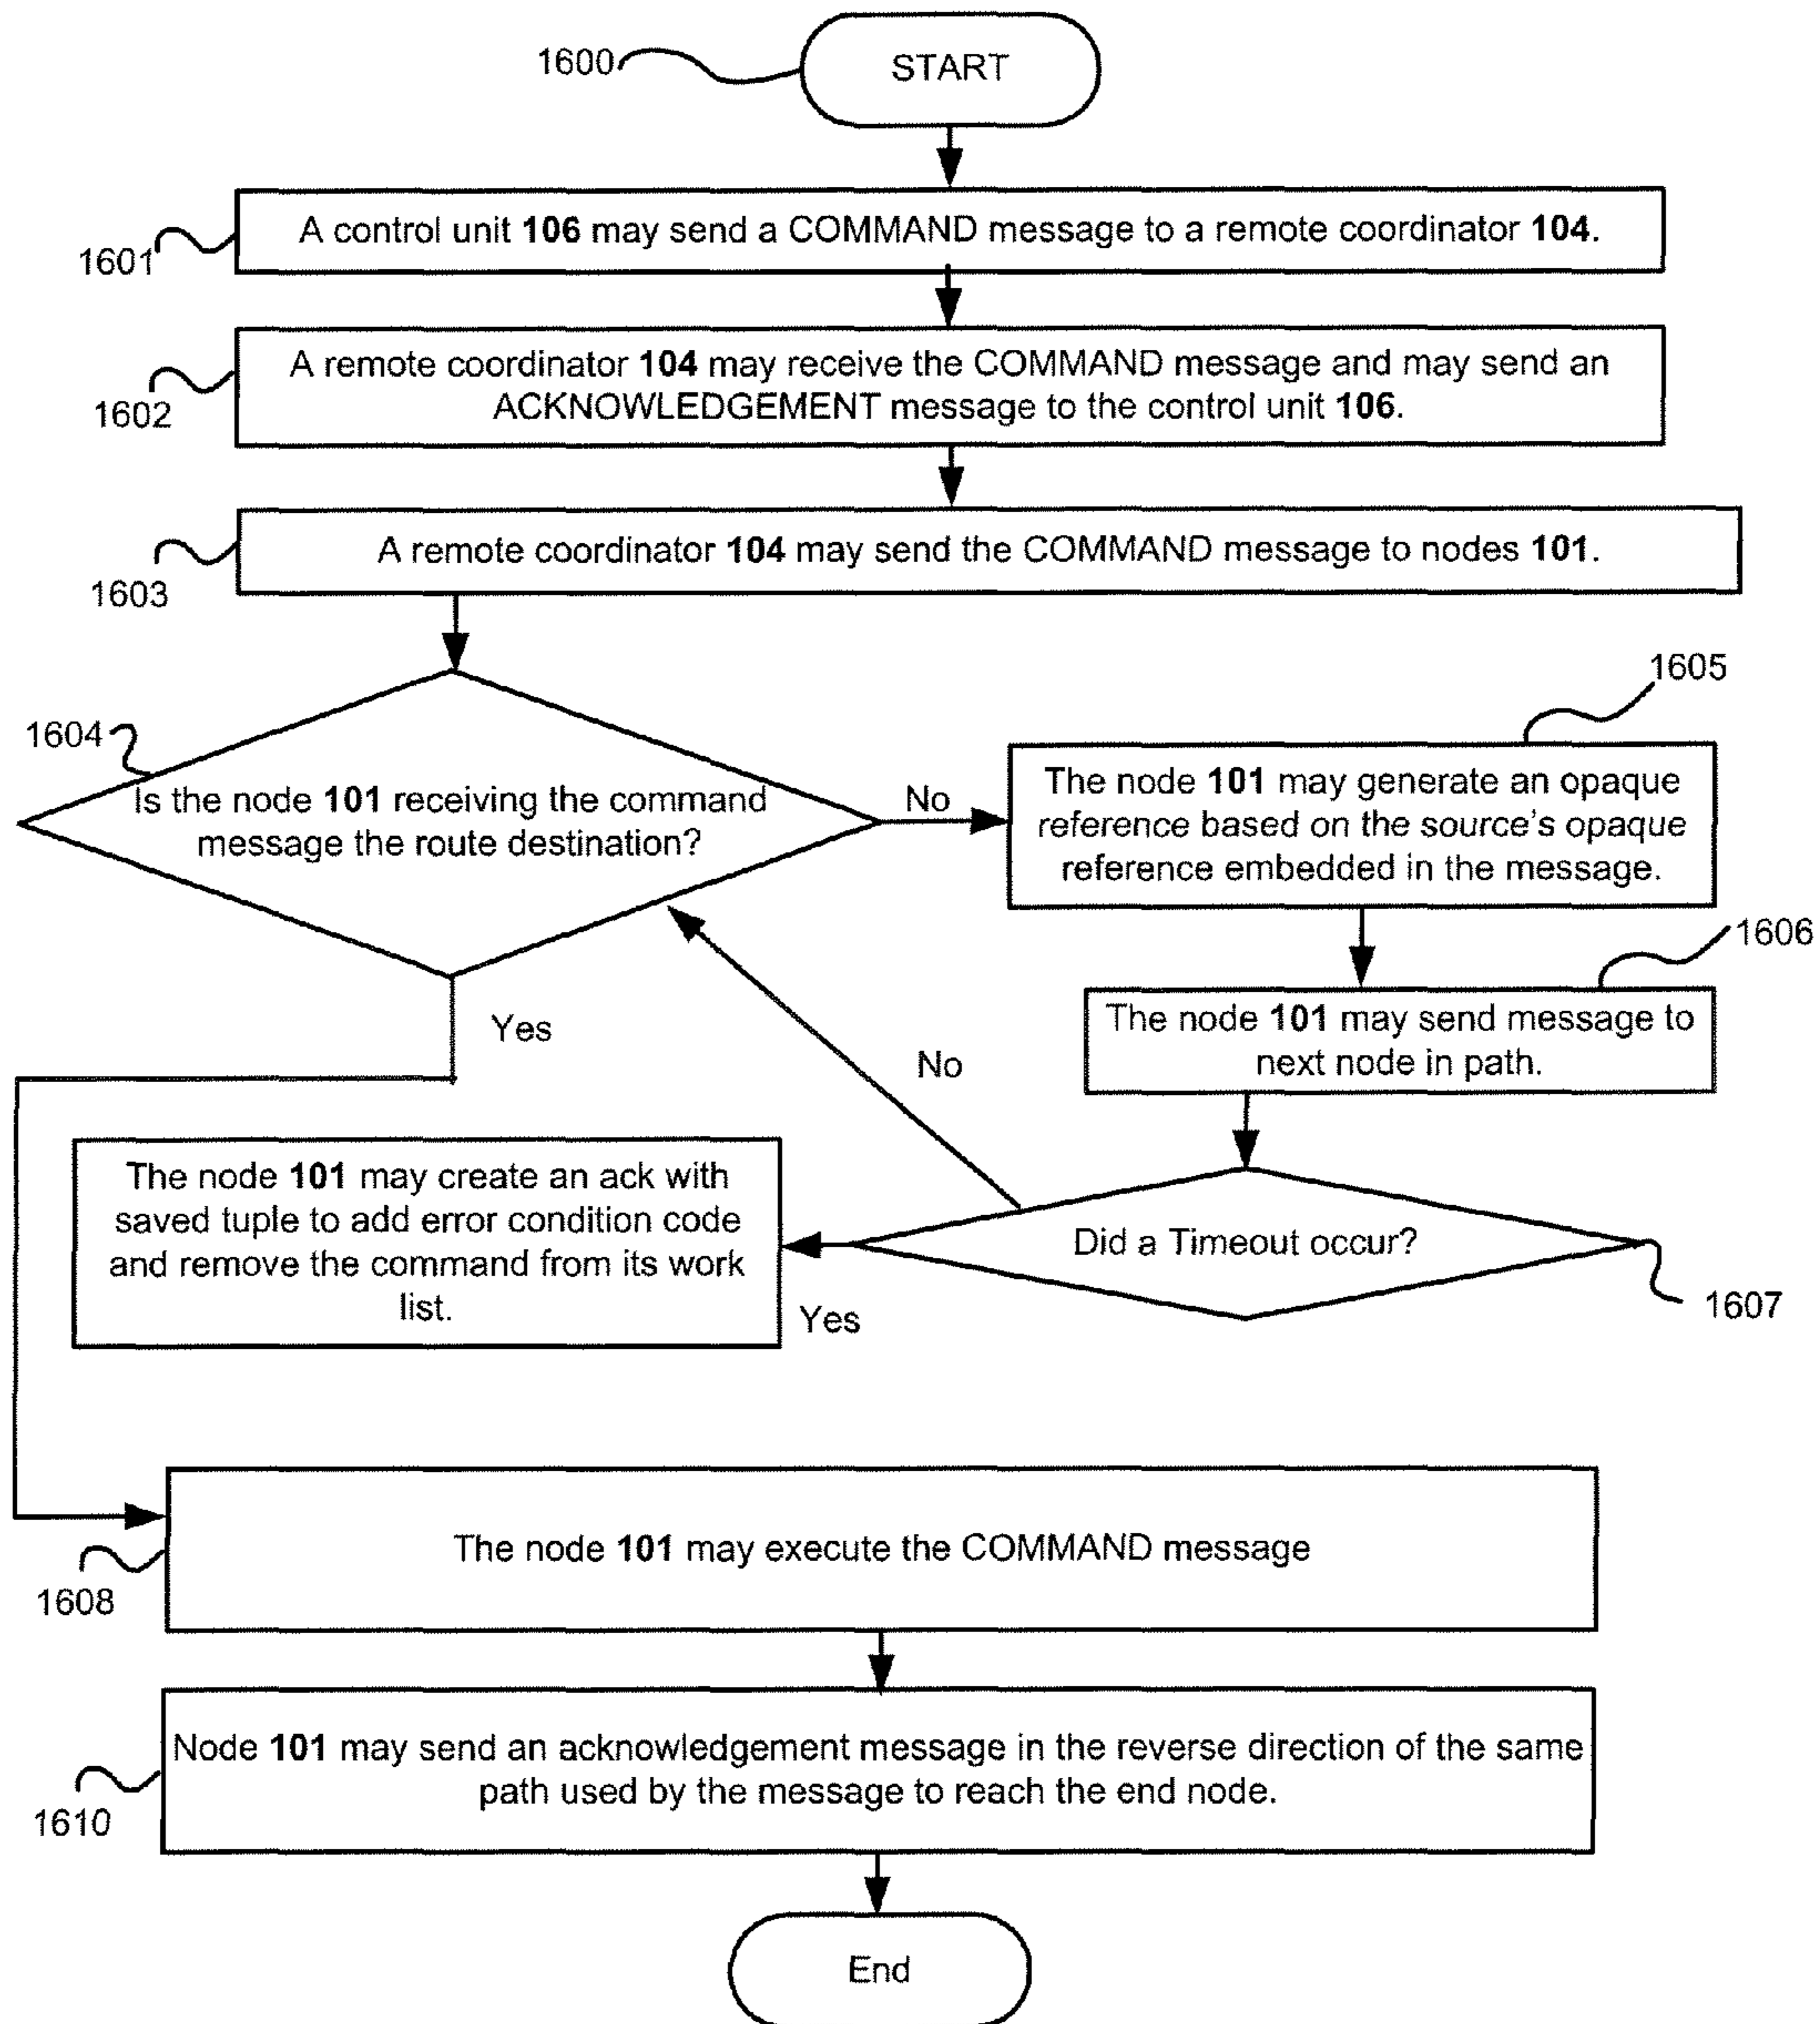 1600
START
A control unit 106 may send a COMMAND message to a remote coordinator 104.
1601
A remote coordinator 104 may receive the COMMAND message and may send an
ACKNOWLEDGEMENT message to the control unit 106.
1602
A remote coordinator 104 may send the COMMAND message to nodes 101.
1603
1604
Is the node 101 receiving the command
message the route destination?
No
1605
The node 101 may generate an opaque
reference based on the source's opaque
reference embedded in the message.
1606
The node 101 may send message to
next node in path.
Yes
No
The node 101 may create an ack with
saved tuple to add error condition code
and remove the command from its work
list.
Did a Timeout occur?
Yes
1607
The node 101 may execute the COMMAND message
1608
Node 101 may send an acknowledgement message in the reverse direction of the same
path used by the message to reach the end node.
1610
End